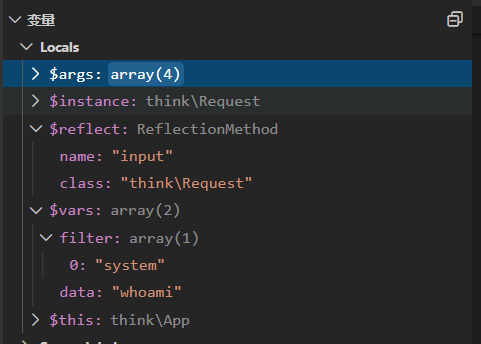 变量
Locals
$args: array(4)
$instance: think\Request
$reflect: ReflectionMethod
name: "input"
class: "think\Request"
$vars: array(2)
filter: array(1)
0: "system"
data: "whoami"
$this: think\App